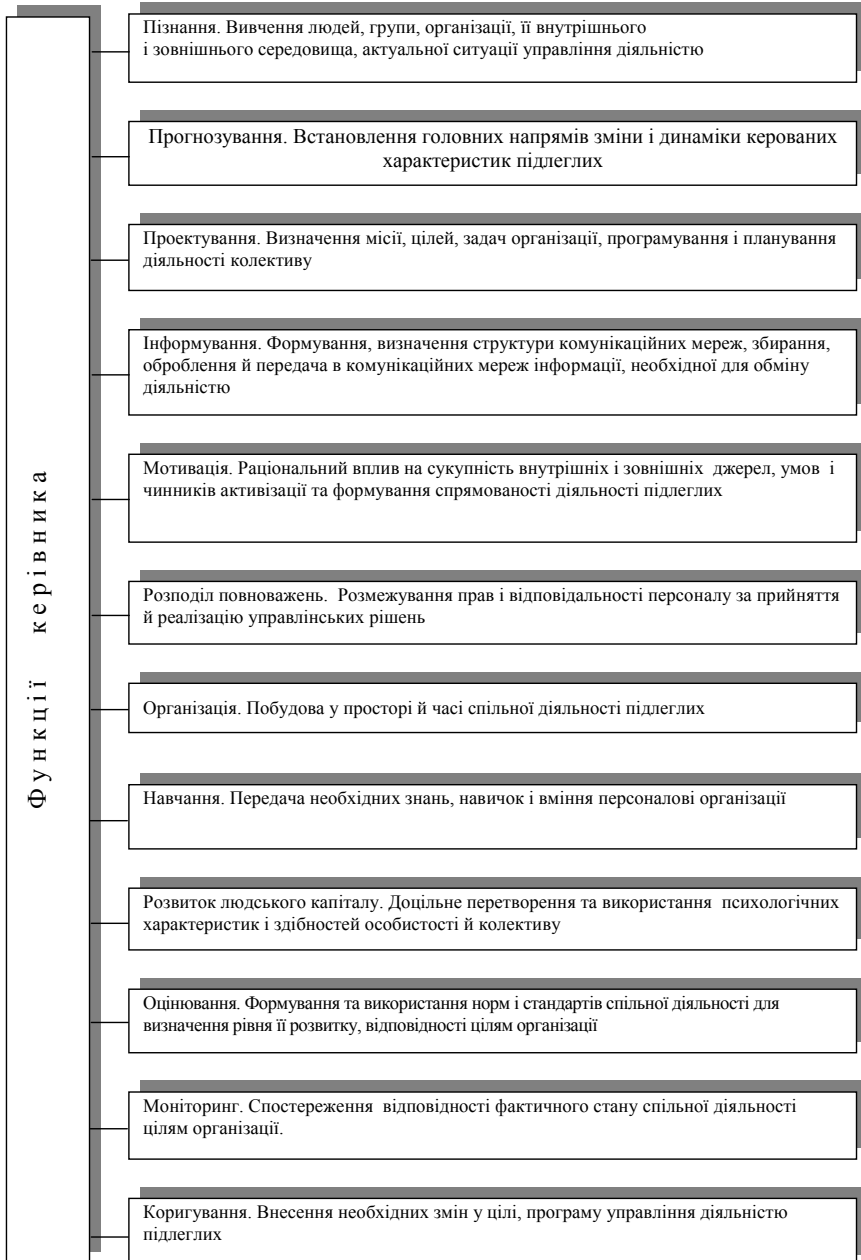 Функції керівника
Пізнання. Вивчення людей, групи, організації, її внутрішнього
і зовнішнього середовища, актуальної ситуації управління діяльністю
Прогнозування. Встановлення головних напрямів зміни і динаміки керованих
характеристик підлеглих
Проектування. Визначення місії, цілей, задач організації, програмування і планування
діяльності колективу
Інформування. Формування, визначення структури комунікаційних мереж, збирання,
оброблення й передача в комунікаційних мереж інформації, необхідної для обміну
діяльністю
Мотивація. Раціональний вплив на сукупність внутрішніх і зовнішніх джерел, умов і
чинників активізації та формування спрямованості діяльності підлеглих
Розподіл повноважень. Розмежування прав і відповідальності персоналу за прийняття
й реалізацію управлінських рішень
Організація. Побудова у просторі й часі спільної діяльності підлеглих
Навчання. Передача необхідних знань, навичок і вміння персоналові організації
Розвиток людського капіталу. Доцільне перетворення та використання психологічних
характеристик і здібностей особистості й колективу
Оцінювання. Формування та використання норм і стандартів спільної діяльності для
визначення рівня її розвитку, відповідності цілям організації
Моніторинг. Спостереження відповідності фактичного стану спільної діяльності
цілям організації.
Коригування. Внесення необхідних змін у цілі, програму управління діяльністю
підлеглих